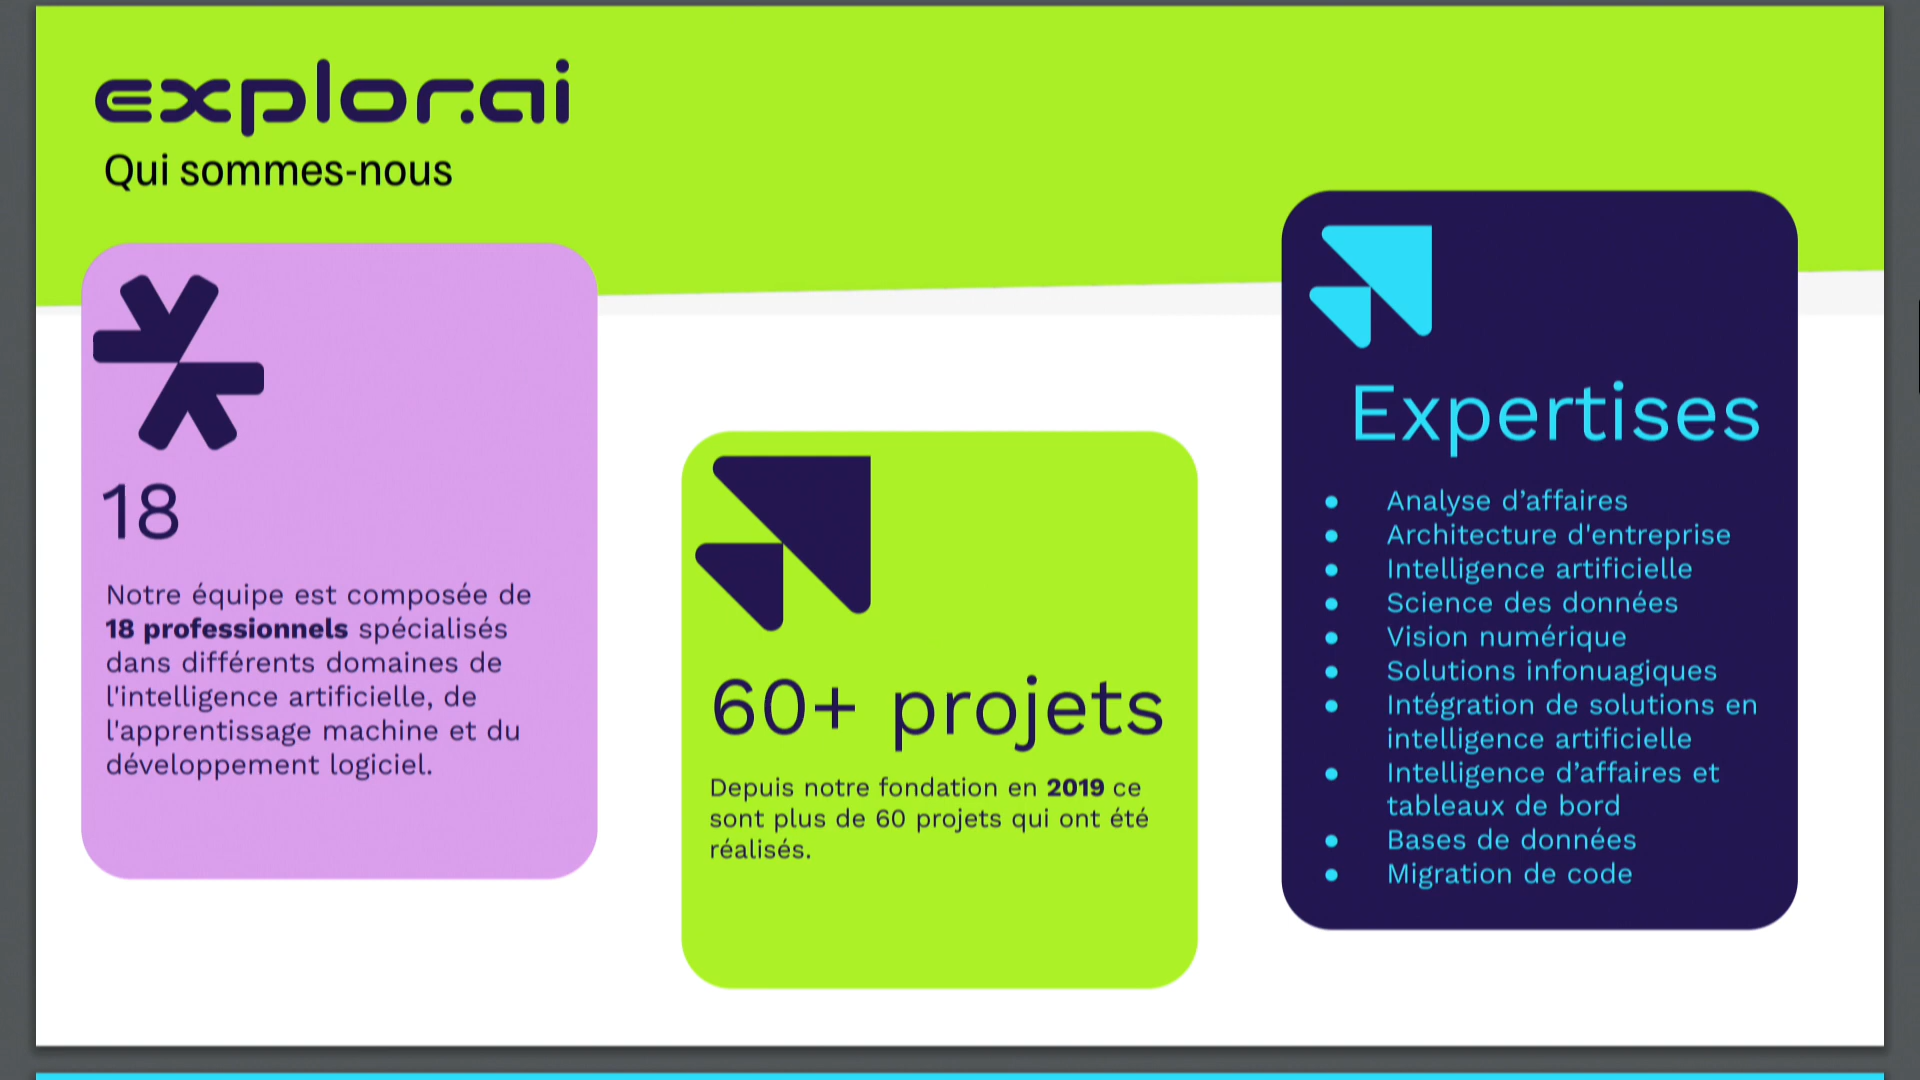 explor.ai
Qui sommes-nous
18
Notre équipe est composée de
18 professionnels spécialisés
dans différents domaines de
l'intelligence artificielle, de
l'apprentissage machine et du
développement logiciel.
60+ projets
Depuis notre fondation en 2019 ce
sont plus de 60 projets qui ont été
réalisés.
Expertises
● Analyse d’affaires
● Architecture d'entreprise
● Intelligence artificielle
● Science des données
● Vision numérique
● Solutions infonuagiques
● Intégration de solutions en
intelligence artificielle
● Intelligence d’affaires et
tableaux de bord
● Bases de données
● Migration de code